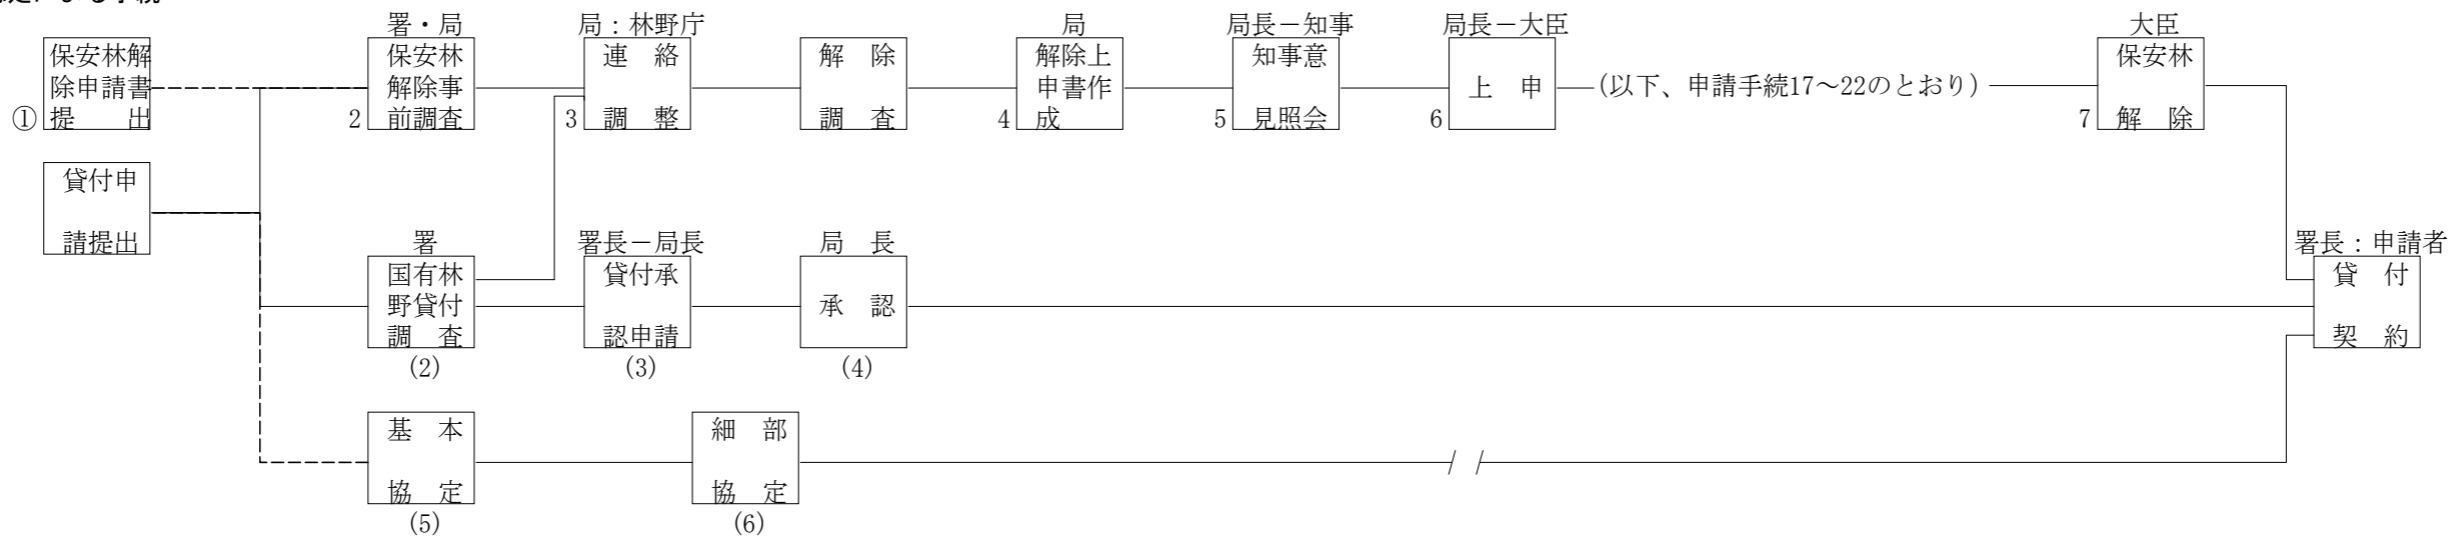 署・局
局：林野庁
局
局長－知事
局長－大臣
大臣
①
保安林解
除申請書
提　　出
2
保安林
解除事
前調査
3
連　絡
調　整
解　除
調　査
4
解除上
申書作
成
5
知事意
見照会
6
上　申
(以下、申請手続17～22のとおり)
7
保安林
解　除
貸付申
請提出
署
署長－局長
局　長
署長：申請者
国有林
野貸付
調　査
(2)
貸付承
認申請
(3)
承　認
(4)
貸　付
契　約
基　本
協　定
(5)
細　部
協　定
(6)